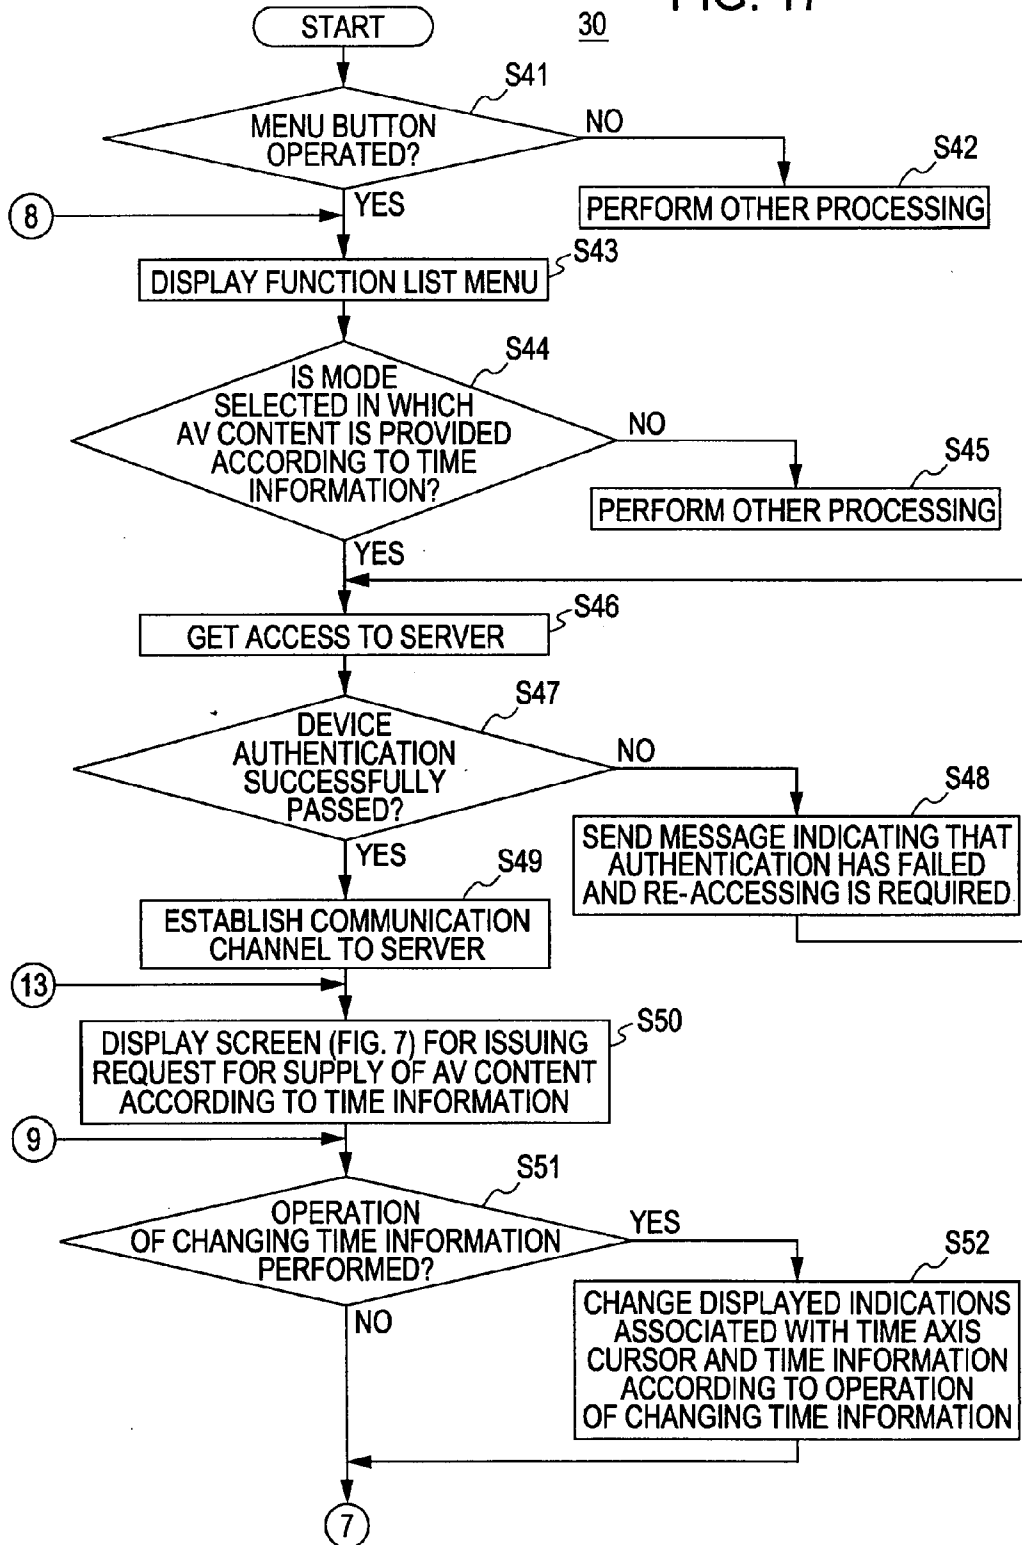 START
30
S41
MENU BUTTON
OPERATED?
NO
S42
PERFORM OTHER PROCESSING
YES
8
S43
DISPLAY FUNCTION LIST MENU
S44
IS MODE
SELECTED IN WHICH
AV CONTENT IS PROVIDED
ACCORDING TO TIME
INFORMATION?
NO
S45
PERFORM OTHER PROCESSING
YES
S46
GET ACCESS TO SERVER
S47
DEVICE
AUTHENTICATION
SUCCESSFULLY
PASSED?
NO
S48
SEND MESSAGE INDICATING THAT
AUTHENTICATION HAS FAILED
AND RE-ACCESSING IS REQUIRED
YES
S49
ESTABLISH COMMUNICATION
CHANNEL TO SERVER
13
S50
DISPLAY SCREEN (FIG. 7) FOR ISSUING
REQUEST FOR SUPPLY OF AV CONTENT
ACCORDING TO TIME INFORMATION
9
S51
OPERATION
OF CHANGING TIME INFORMATION
PERFORMED?
YES
S52
CHANGE DISPLAYED INDICATIONS
ASSOCIATED WITH TIME AXIS
CURSOR AND TIME INFORMATION
ACCORDING TO OPERATION
OF CHANGING TIME INFORMATION
NO
7